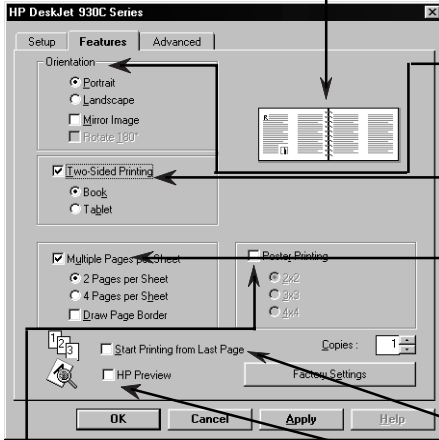 HP DeskJet 930C Series
Setup Features Advanced
Orientation
Portrait
Landscape
Mirror Image
Rotate 180°
Two-Sided Printing
Book
Tablet
Multiple Pages per Sheet
2 Pages per Sheet
4 Pages per Sheet
Draw Page Border
Poster Printing
2x2
3x3
4x4
Start Printing from Last Page
HP Preview
Copies : 1
Factory Settings
OK Cancel Apply Help